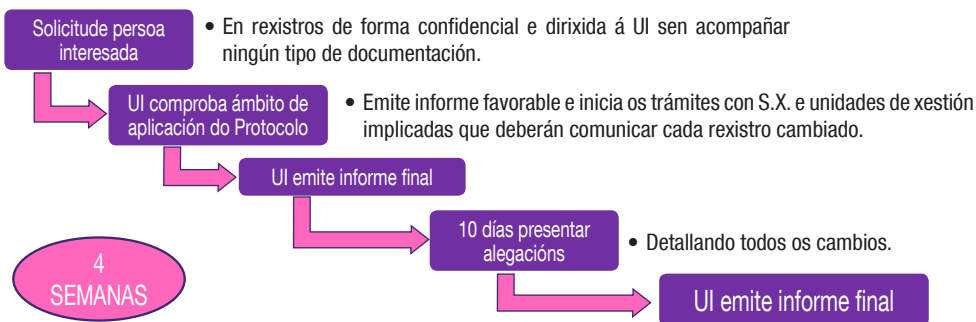 Solicitude persoa
interesada
• En rexistros de forma confidencial e dirixida á UI sen acompañar
ningún tipo de documentación.
UI comproba ámbito de
aplicación do Protocolo
• Emite informe favorable e inicia os trámites con S.X. e unidades de xestión
implicadas que deberán comunicar cada rexistro cambiado.
UI emite informe final
10 días presentar
alegacións
• Detallando todos os cambios.
4
SEMANAS
UI emite informe final